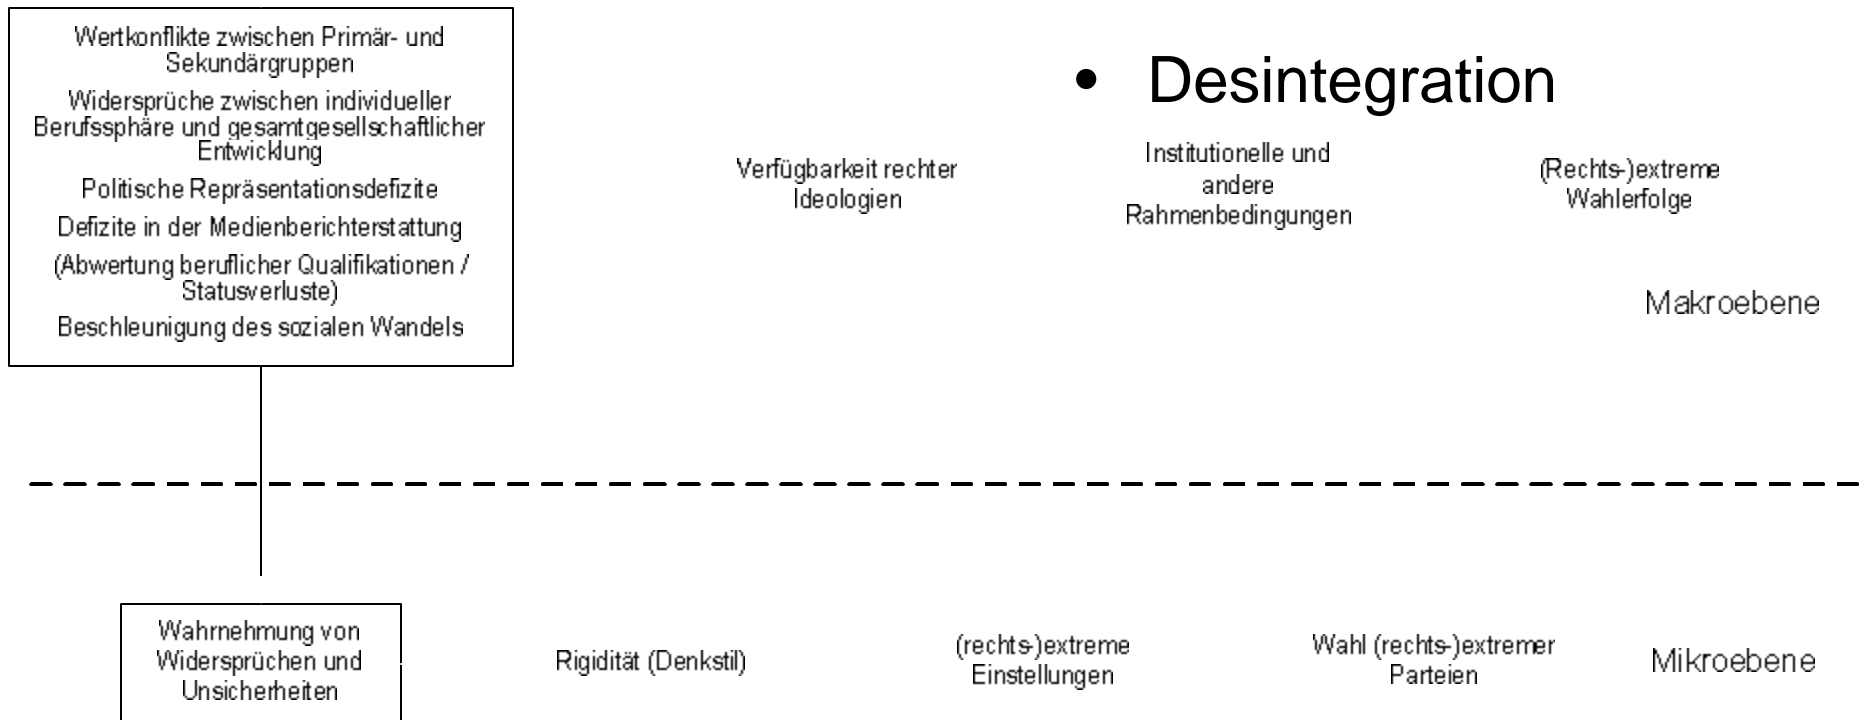 Wertkonflikte zwischen Primär- und
Sekundärgruppen
Widersprüche zwischen individueller
Berufssphäre und gesamtgesellschaftlicher
Entwicklung
Politische Repräsentationsdefizite
Defizite in der Medienberichterstattung
(Abwertung beruflicher Qualifikationen /
Statusverluste)
Beschleunigung des sozialen Wandels
• Desintegration
Verfügbarkeit rechter
Ideologien
Institutionelle und
andere
Rahmenbedingungen
(Rechts-)extreme
Wahlerfolge
Makroebene
Wahrnehmung von
Widersprüchen und
Unsicherheiten
Rigidität (Denkstil)
(rechts-)extreme
Einstellungen
Wahl (rechts-)extremer
Parteien
Mikroebene